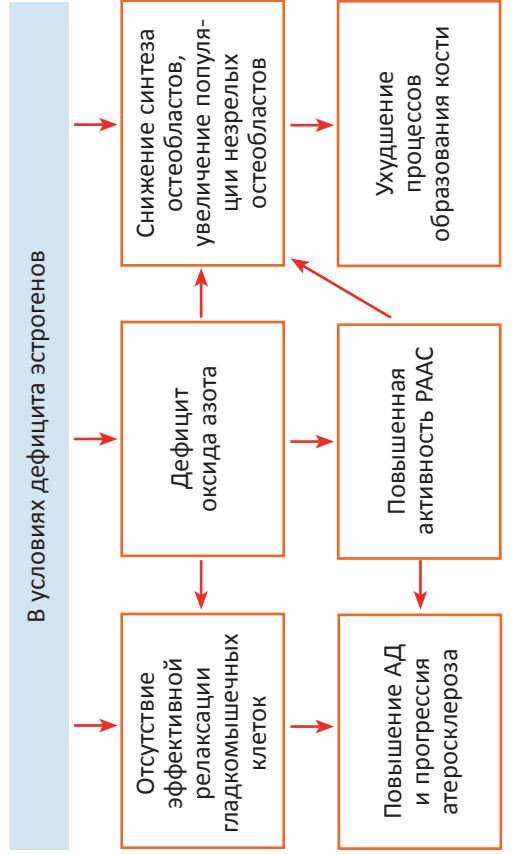 В условиях дефицита эстрогенов
Отсутствие
эффективной
релаксации
гладкомышечных
клеток
Дефицит
оксида азота
Снижение синтеза
остеобластов,
увеличение популя-
ции незрелых
остеобластов
Повышение АД
и прогрессия
атеросклероза
Повышенная
активность РААС
Ухудшение
процессов
образования кости